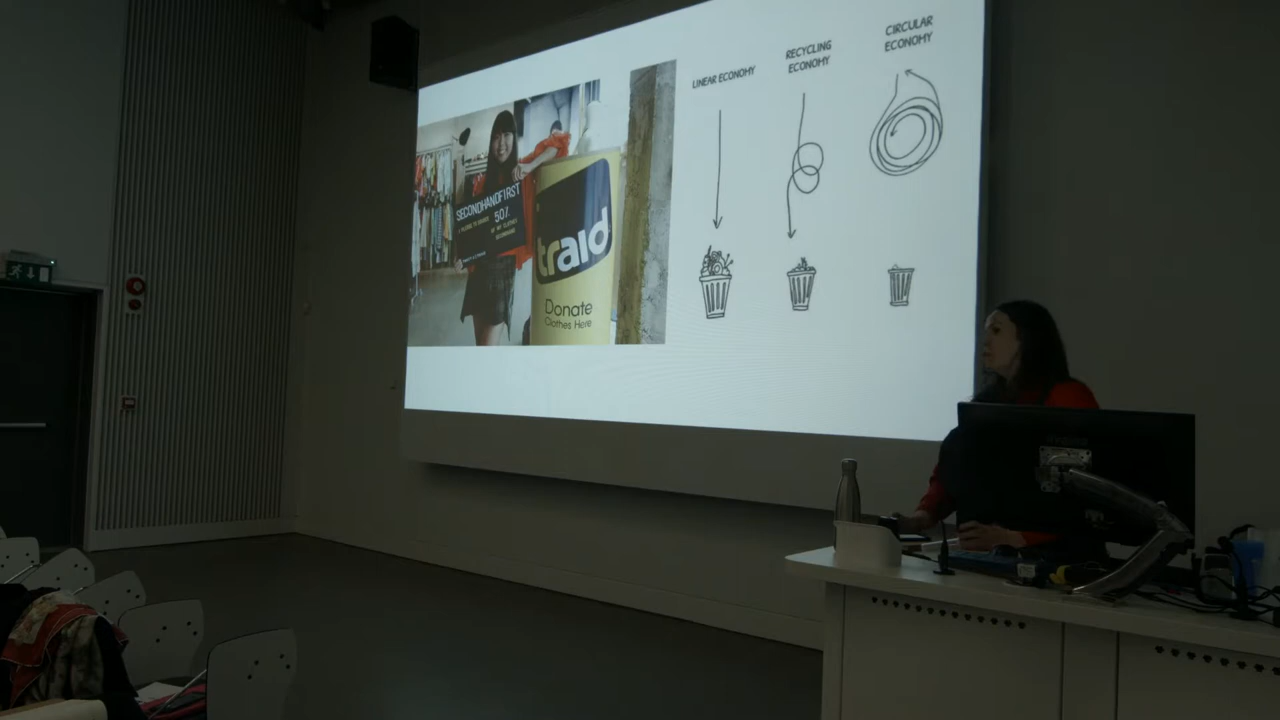 SECONDHANDFIRST
50%
traid
Donate
Clothes Here
LINEAR ECONOMY
RECYCLING
ECONOMY
CIRCULAR
ECONOMY